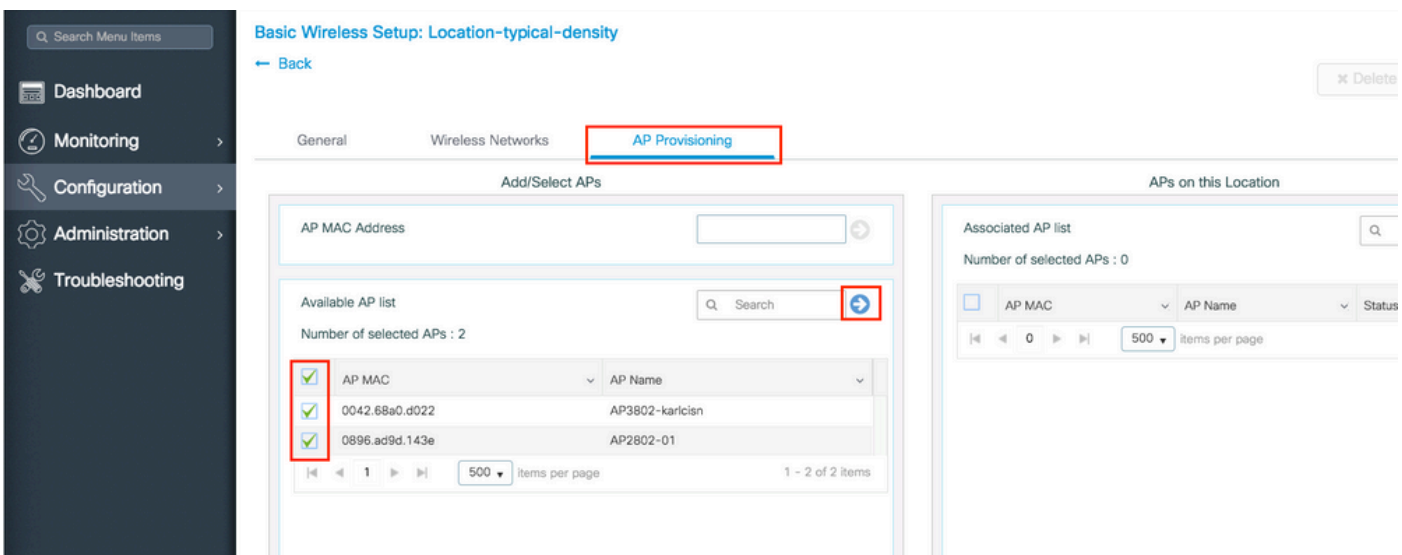 Search Menu Items
Dashboard
Monitoring
Configuration
Administration
Troubleshooting
Basic Wireless Setup: Location-typical-density
← Back
× Delete
General Wireless Networks AP Provisioning
Add/Select APs
AP MAC Address
Available AP list
Search
Number of selected APs : 2
AP MAC AP Name
0042.68a0.d022 AP3802-karlcisn
0896.ad9d.143e AP2802-01
1 500 items per page 1 - 2 of 2 items
APs on this Location
Associated AP list
Number of selected APs : 0
AP MAC AP Name Status
0 500 items per page